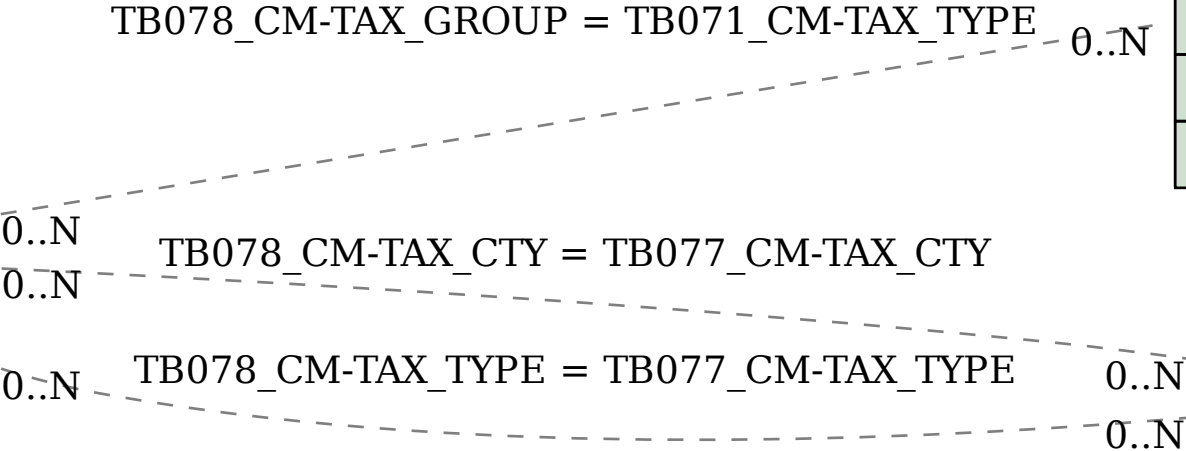 TB078_CM-TAX_GROUP = TB071_CM-TAX_TYPE
0..N
0..N
TB078_CM-TAX_CTY = TB077_CM-TAX_CTY
0..N
TB078_CM-TAX_TYPE = TB077_CM-TAX_TYPE
0..N
0..N
0..N